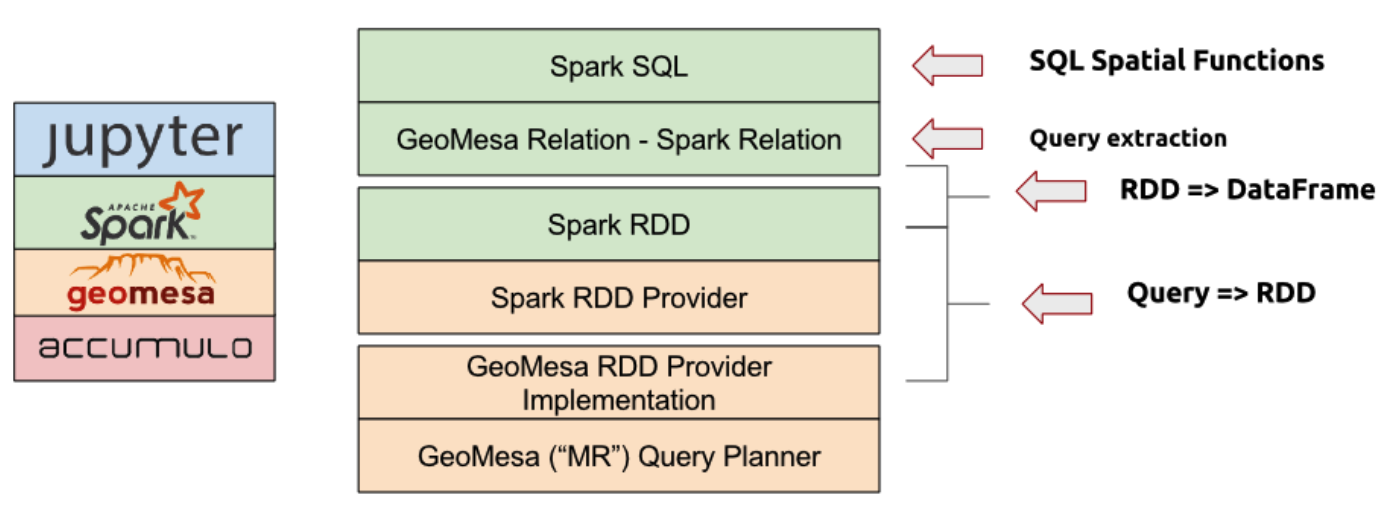 jupyter
APACHE
Spark
geomesa
accumulo
Spark SQL
GeoMesa Relation - Spark Relation
Spark RDD
Spark RDD Provider
GeoMesa RDD Provider
Implementation
GeoMesa (“MR”) Query Planner
SQL Spatial Functions
Query extraction
RDD => DataFrame
Query => RDD